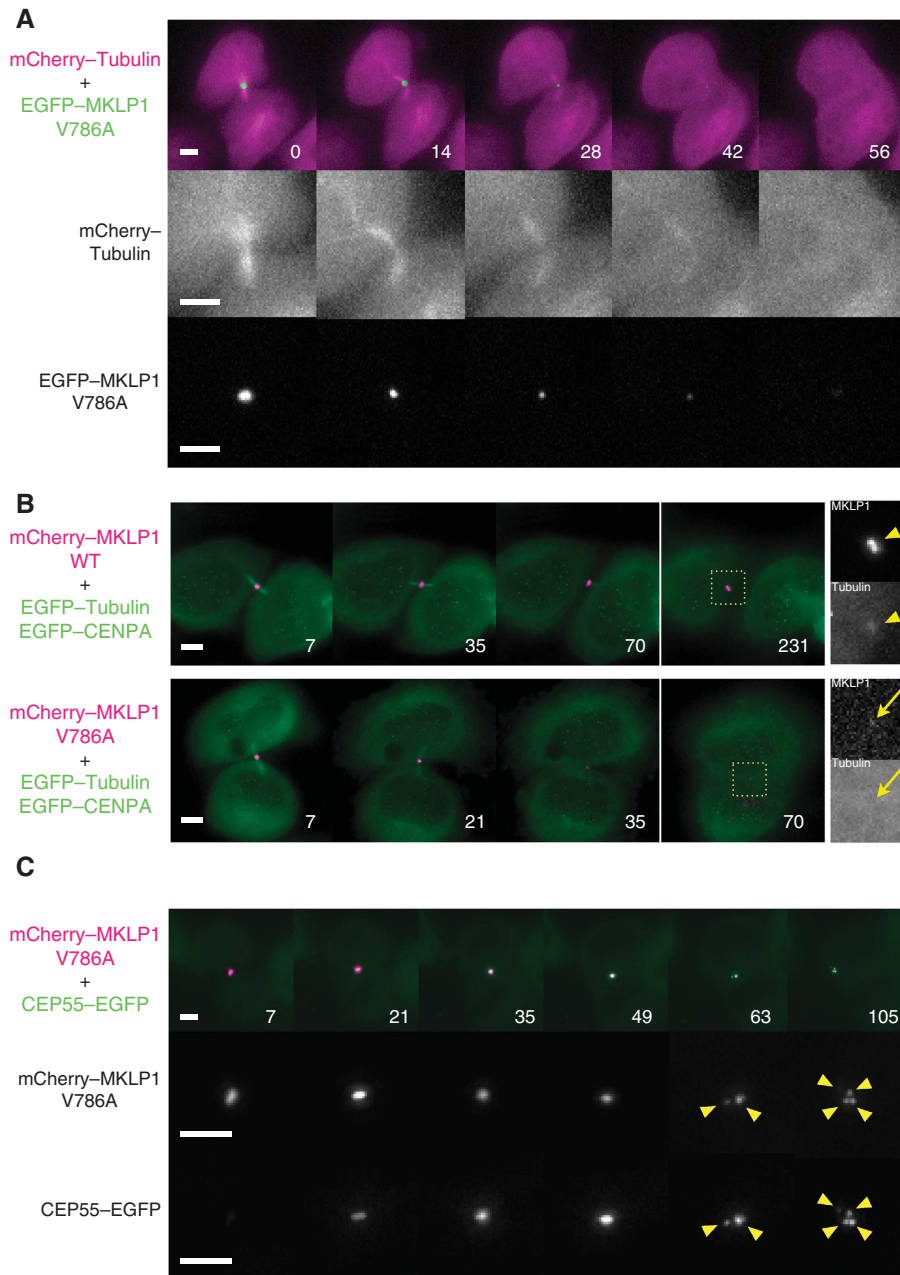 A
mCherry–Tubulin
+
EGFP–MKLP1
V786A
0
14
28
42
56
mCherry–
Tubulin
EGFP–MKLP1
V786A
B
mCherry–MKLP1
WT
+
EGFP–Tubulin
EGFP–CENPA
7
35
70
231
MKLP1
Tubulin
mCherry–MKLP1
V786A
+
EGFP–Tubulin
EGFP–CENPA
7
21
35
70
MKLP1
Tubulin
C
mCherry–MKLP1
V786A
+
CEP55–EGFP
7
21
35
49
63
105
mCherry–MKLP1
V786A
CEP55–EGFP